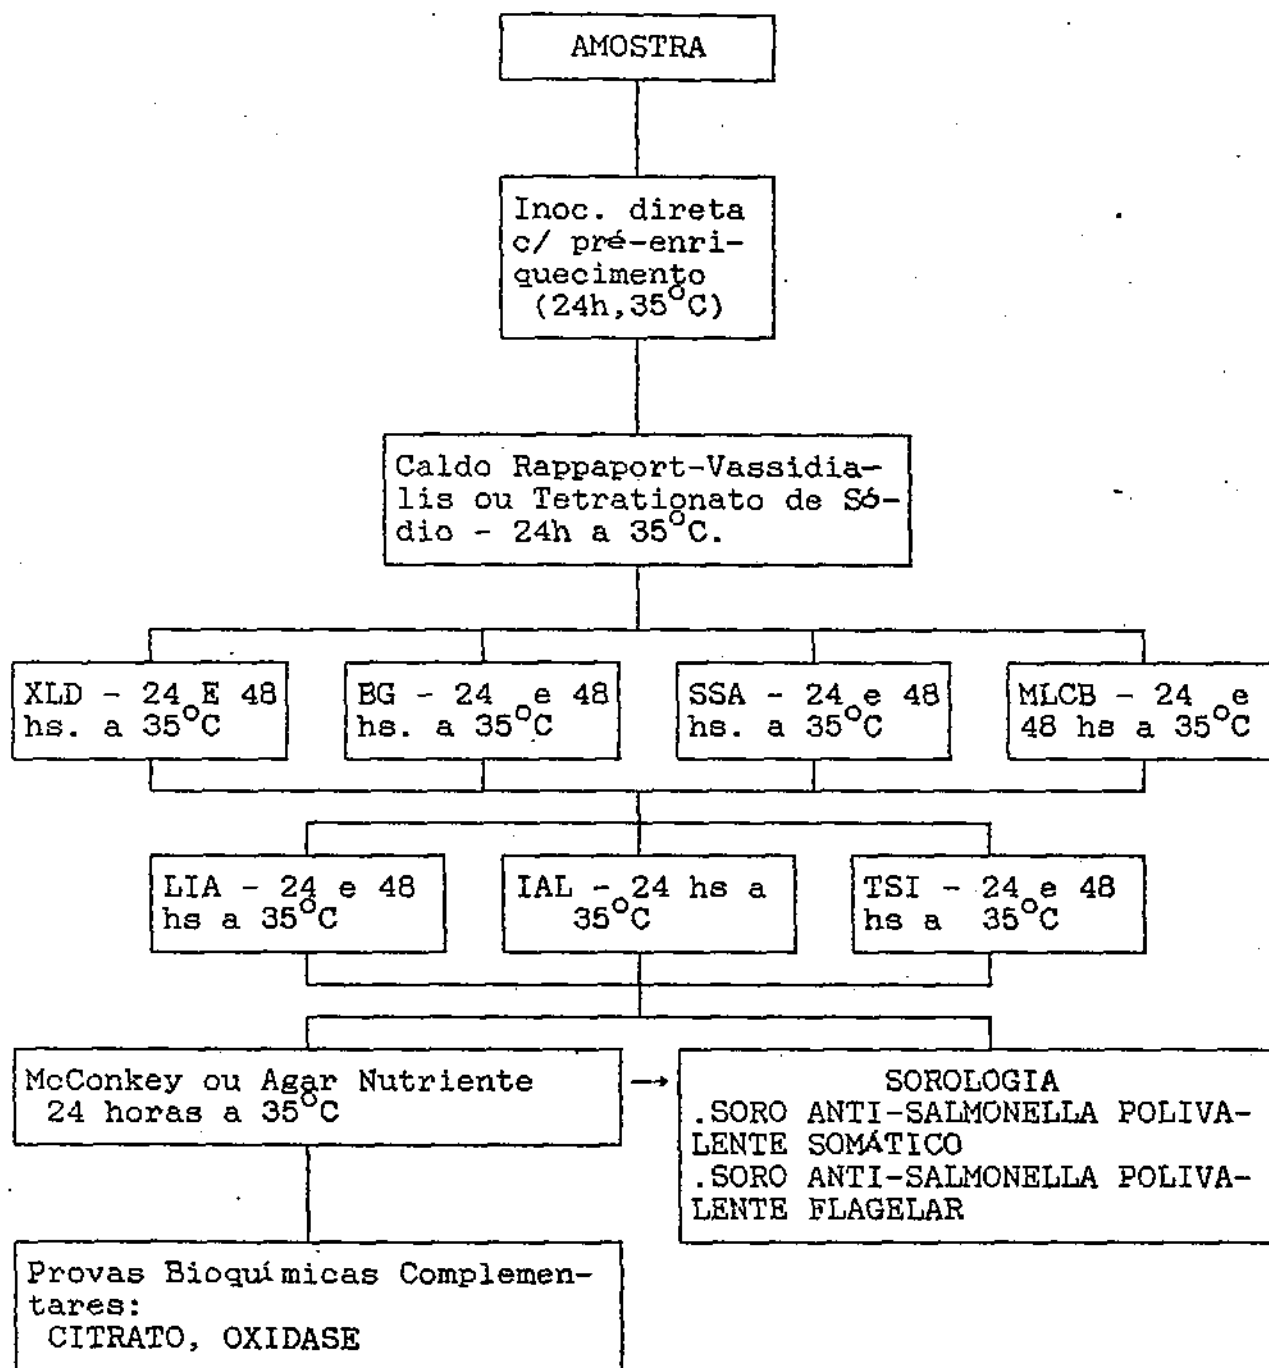 AMOSTRA
Inoc. direta
c/ pré-enri-
quecimento
(24h,35°C)
Caldo Rappaport-Vassidia-
lis ou Tetrationato de Só-
dio - 24h a 35°C.
XLD - 24 E 48
hs. a 35°C
BG - 24 e 48
hs. a 35°C
SSA - 24 e 48
hs. a 35°C
MLCB - 24 e
48 hs a 35°C
LIA - 24 e 48
hs a 35°C
IAL - 24 hs a
35°C
TSI - 24 e 48
hs a 35°C
McConkey ou Agar Nutriente
24 horas a 35°C
→
SOROLOGIA
.SORO ANTI-SALMONELLA POLIVA-
LENTE SOMÁTICO
.SORO ANTI-SALMONELLA POLIVA-
LENTE FLAGELAR
Provas Bioquímicas Complemen-
tares:
CITRATO, OXIDASE